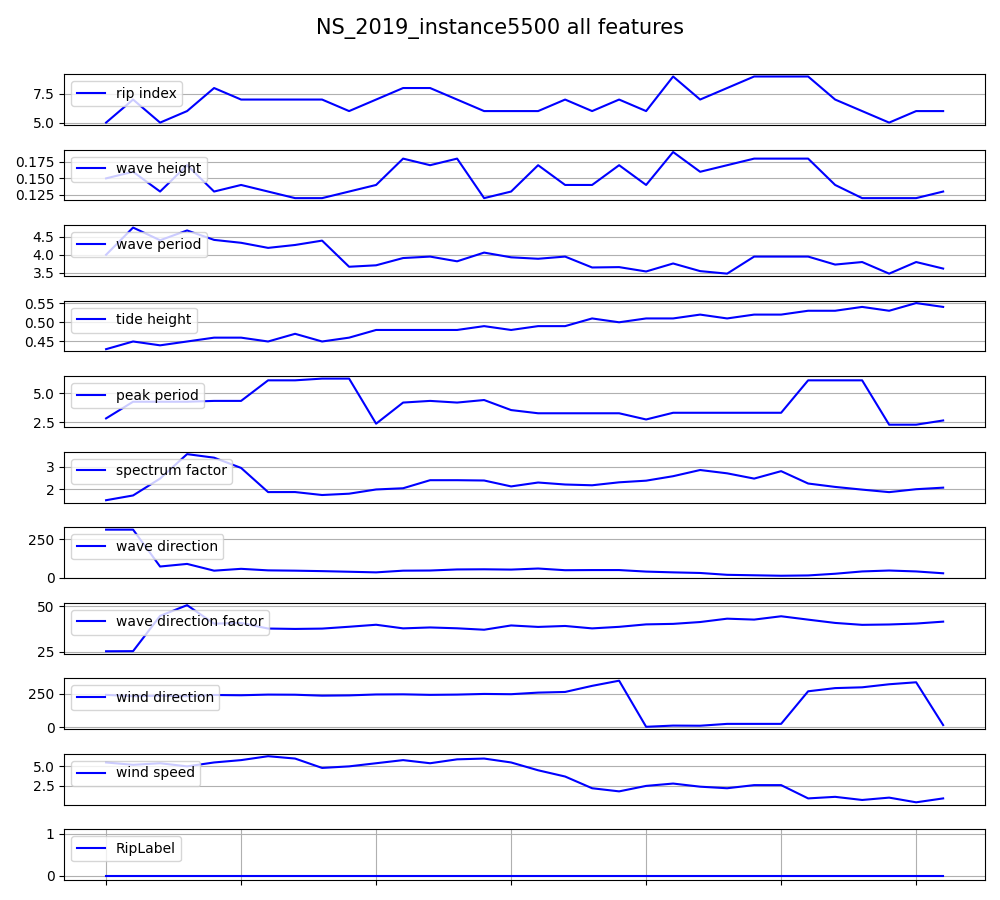 NS_2019_instance5500 all features
7.5
5.0
rip index
0.175
0.150
0.125
wave height
4.5
4.0
3.5
wave period
0.55
0.50
0.45
tide height
5.0
2.5
peak period
3
2
spectrum factor
250
0
wave direction
50
25
wave direction factor
250
0
wind direction
5.0
2.5
wind speed
1
0
RipLabel